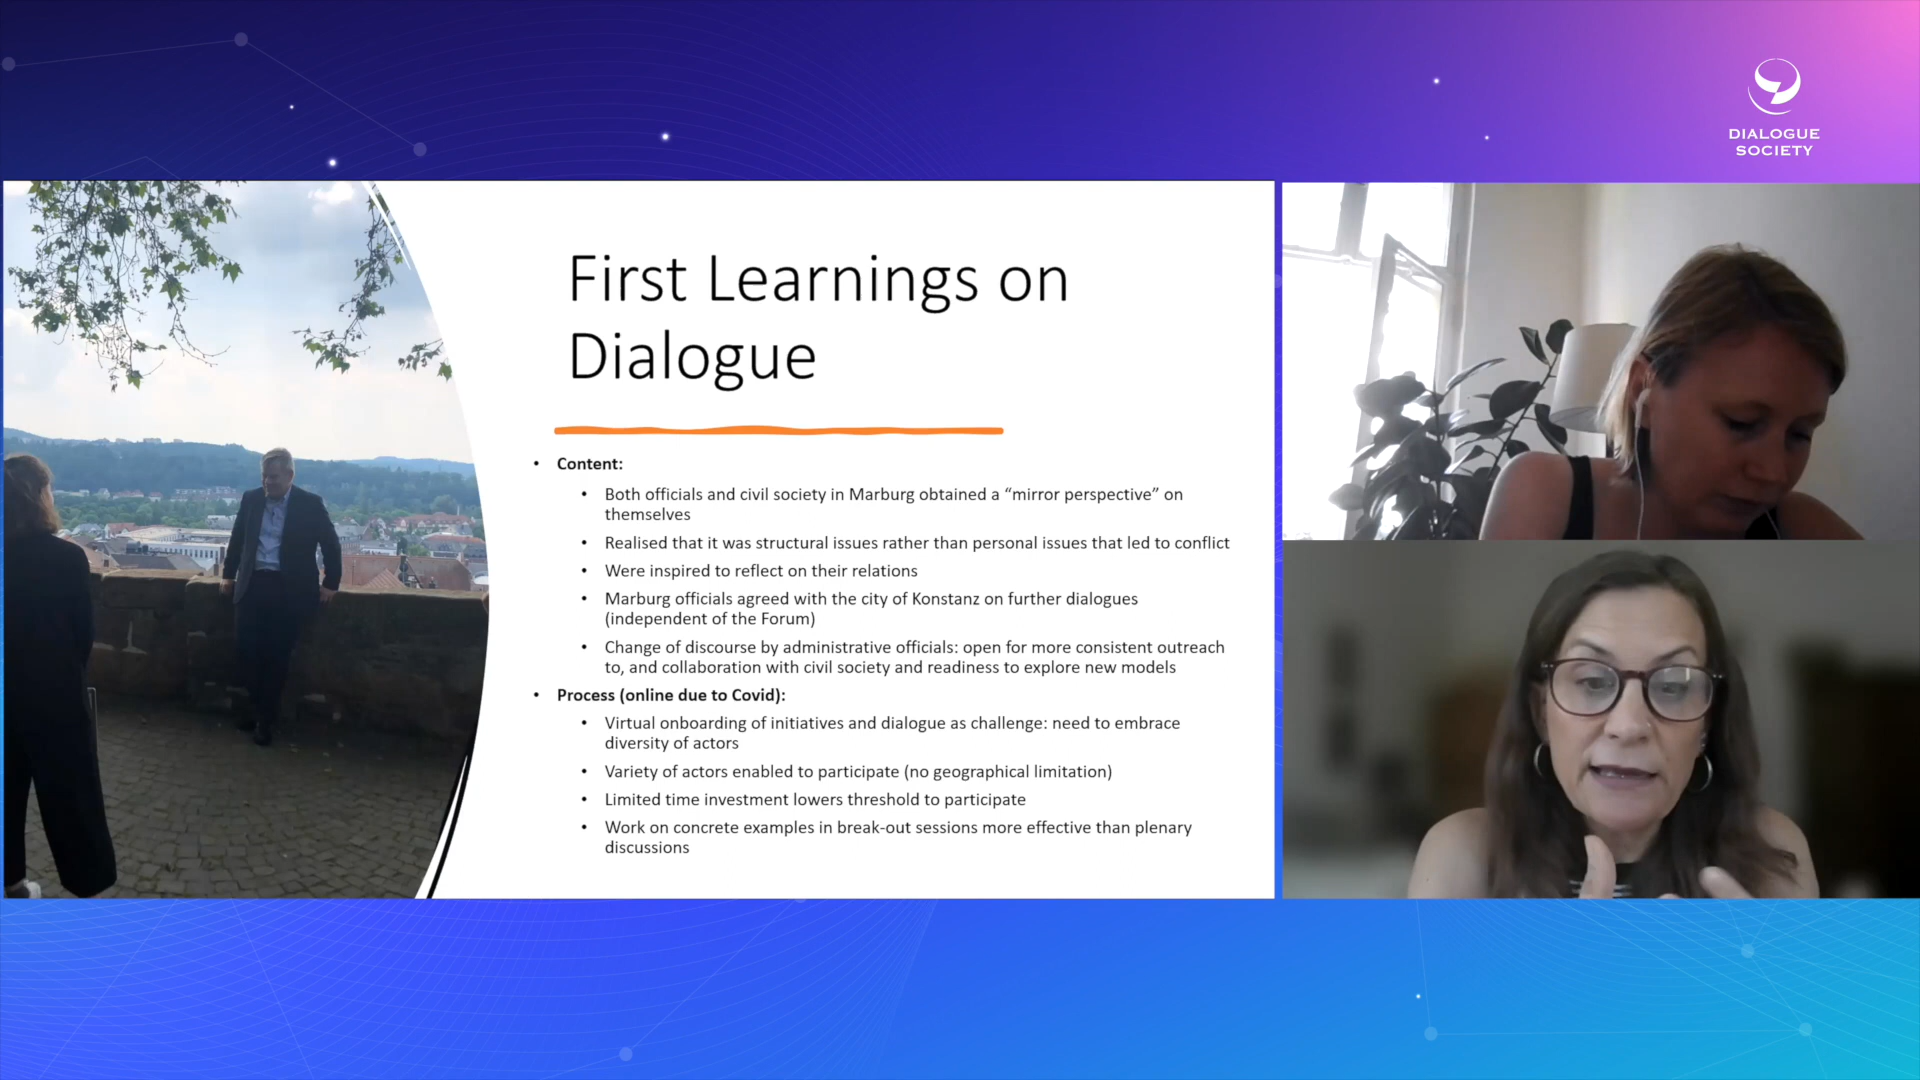 DIALOGUE
SOCIETY
First Learnings on
Dialogue
• Content:
• Both officials and civil society in Marburg obtained a “mirror perspective” on
themselves
• Realised that it was structural issues rather than personal issues that led to conflict
• Were inspired to reflect on their relations
• Marburg officials agreed with the city of Konstanz on further dialogues
(independent of the Forum)
• Change of discourse by administrative officials: open for more consistent outreach
to, and collaboration with civil society and readiness to explore new models
• Process (online due to Covid):
• Virtual onboarding of initiatives and dialogue as challenge: need to embrace
diversity of actors
• Variety of actors enabled to participate (no geographical limitation)
• Limited time investment lowers threshold to participate
• Work on concrete examples in break-out sessions more effective than plenary
discussions